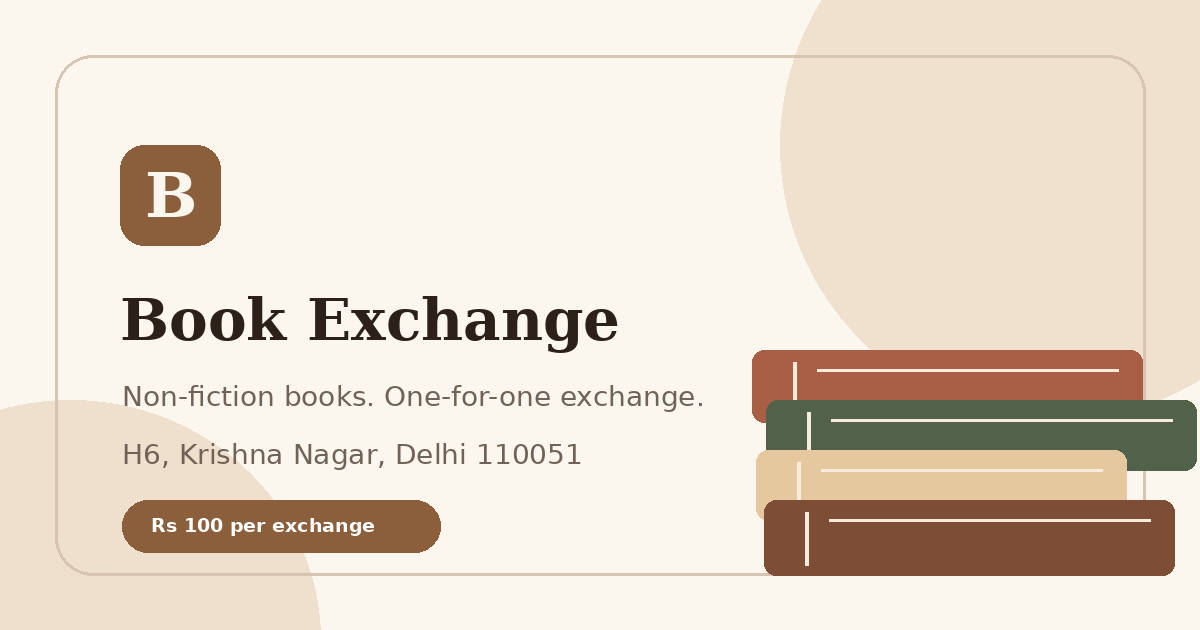 B
Book Exchange
Non-fiction books. One-for-one exchange.
H6, Krishna Nagar, Delhi 110051
Rs 100 per exchange